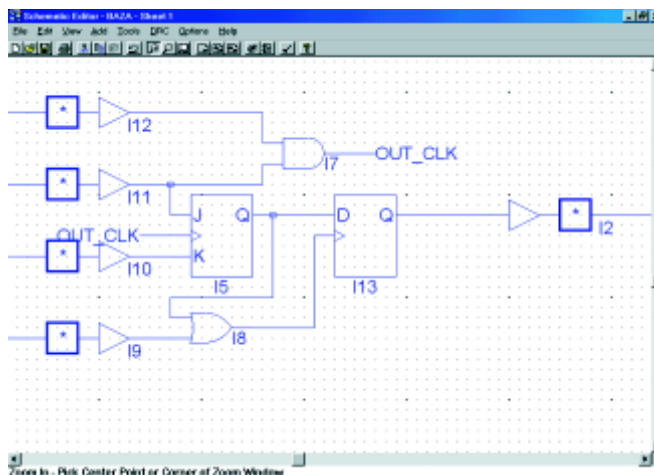 Schematic Editor - BAZA - Sheet 1
File Edit View Add Tools DRC Options Help
* I12
I7 OUT_CLK
* I11
J Q D Q
* I2
OUT_CLK
* I10 K
I5 I13
I8
* I9
Zoom In - Pick Center Point or Corner of Zoom Window